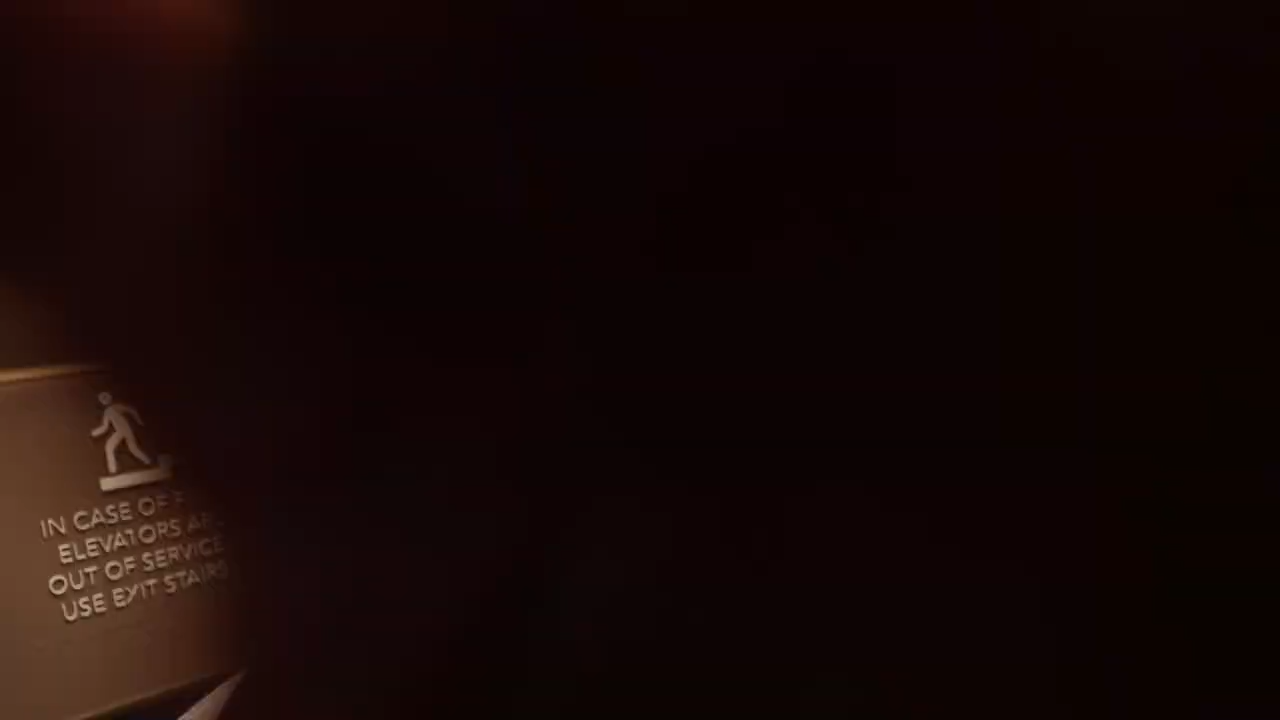 IN CASE OF
ELEVATORS
OUT OF SERVICE
USE EXIT STAIRS